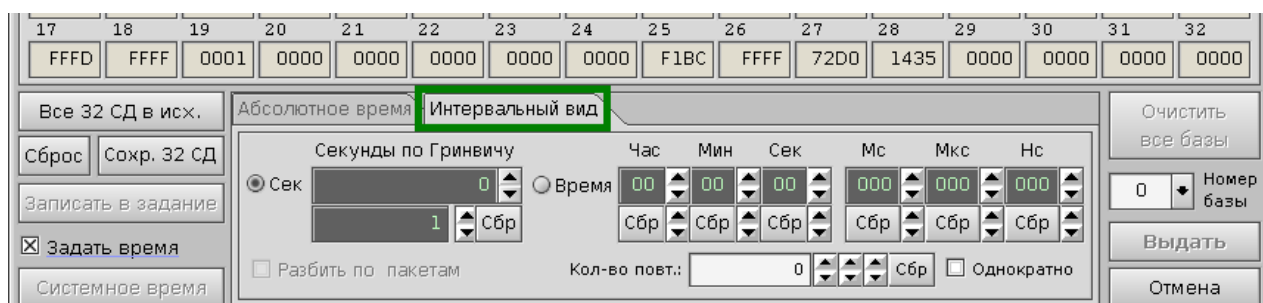 17 18 19 20 21 22 23 24 25 26 27 28 29 30 31 32
FFFD FFFF 0001 0000 0000 0000 0000 0000 F1BC FFFF 72D0 1435 0000 0000 0000 0000
Все 32 СД в исх.
Сброс Сохр. 32 СД
Записать в задание
Задать время
Системное время
Абсолютное время Интервальный вид
Секунды по Гринвичу Час Мин Сек Мс Мкс Нс
Сек 0 Время 00 00 00 000 000 000
1 Сбр Сбр Сбр Сбр Сбр Сбр Сбр
Разбить по пакетам Кол-во повт.: 0 Сбр Однократно
Очистить
все базы
0 Номер
базы
Выдать
Отмена